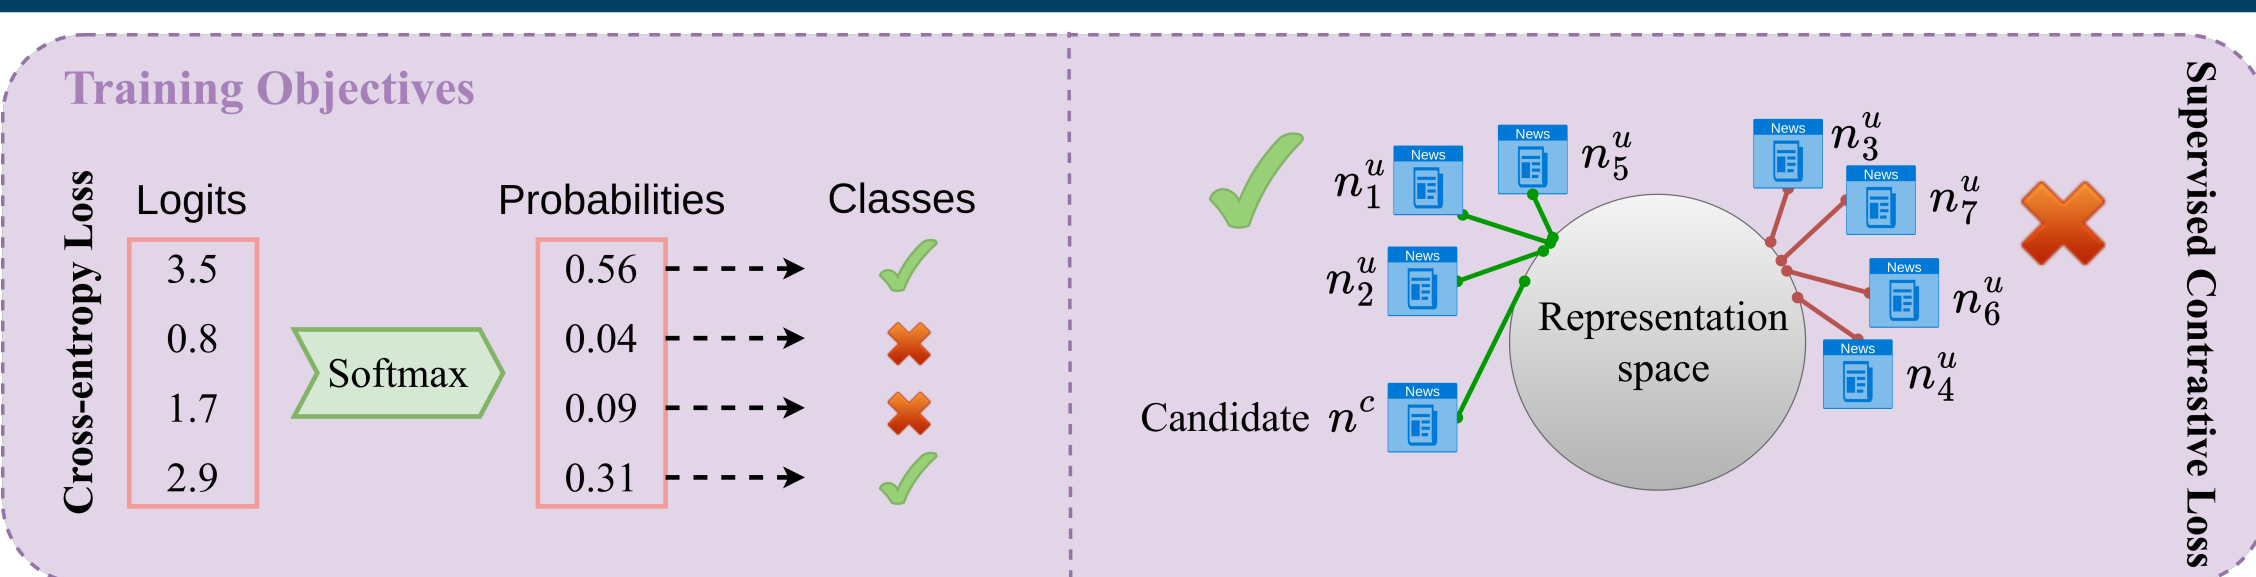 Training Objectives
Cross-entropy Loss
Logits
3.5
0.8
1.7
2.9
Softmax
Probabilities
0.56
0.04
0.09
0.31
Classes
News
n_1^u
News
n_5^u
News
n_2^u
Candidate n^c
News
Representation
space
News
n_3^u
News
n_7^u
News
n_6^u
News
n_4^u
Supervised Contrastive Loss